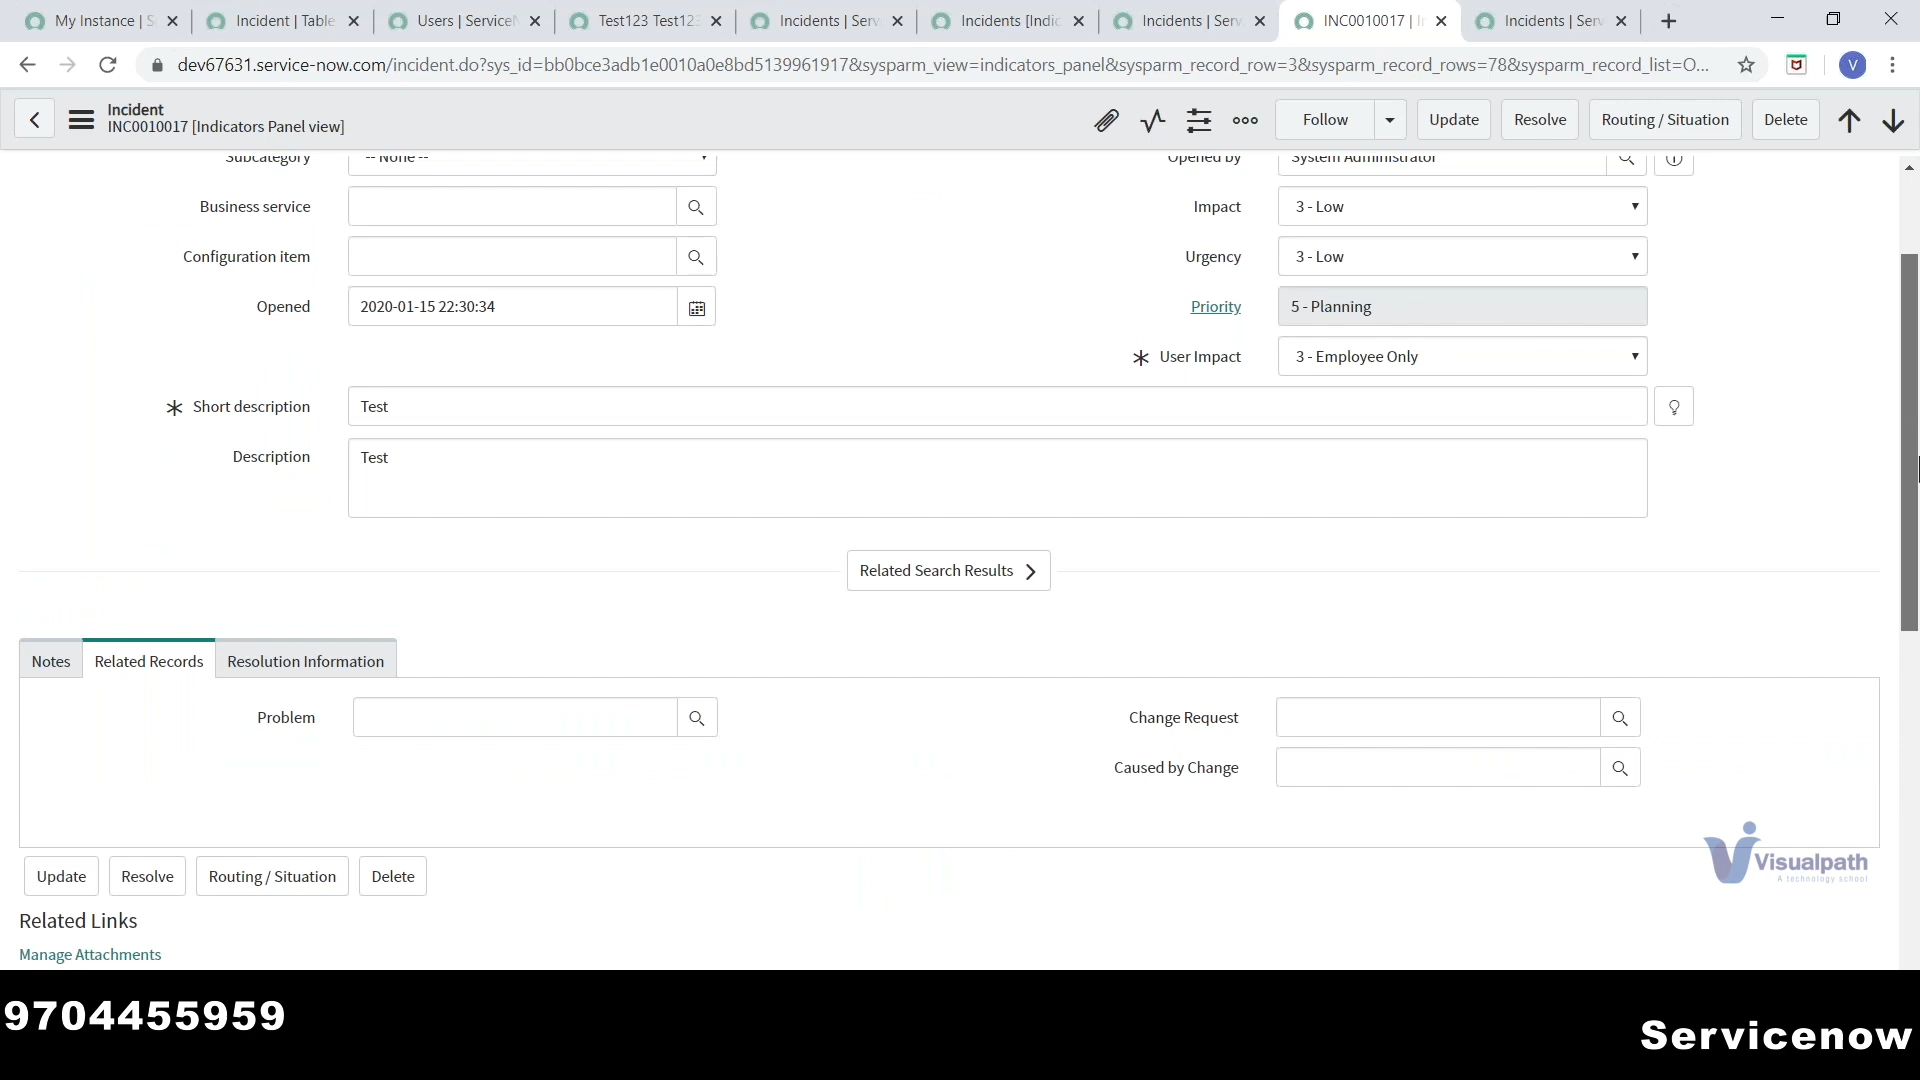 My Instance | S
Incident | Table
Users | ServiceN
Test123 Test123
Incidents | Serv
Incidents [Indic
Incidents | Serv
INC0010017 | In
Incidents | Serv
dev67631.service-now.com/incident.do?sys_id=bb0bce3adb1e0010a0e8bd5139961917&sysparm_view=indicators_panel&sysparm_record_row=3&sysparm_record_rows=78&sysparm_record_list=O...
V
Incident
INC0010017 [Indicators Panel view]
Follow
Update
Resolve
Routing / Situation
Delete
Subcategory
-- None --
Opened by
System Administrator
Business service
Impact
3 - Low
Configuration item
Urgency
3 - Low
Opened
2020-01-15 22:30:34
Priority
5 - Planning
User Impact
3 - Employee Only
Short description
Test
Description
Test
Related Search Results
Notes
Related Records
Resolution Information
Problem
Change Request
Caused by Change
Visualpath
A technology school
Update
Resolve
Routing / Situation
Delete
Related Links
Manage Attachments
9704455959
Servicenow